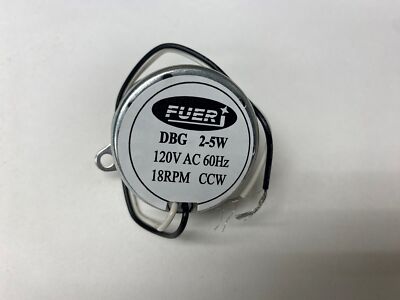 FUERJ
DBG 2-5W
120V AC 60Hz
18RPM CCW